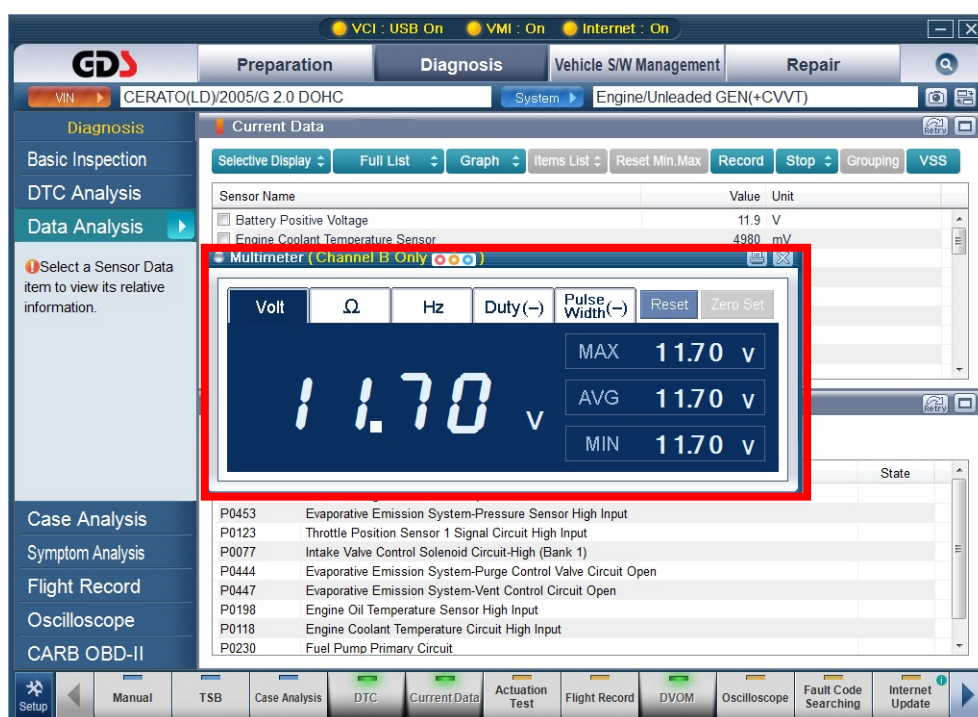 VCI : USB On VMI : On Internet : On
GDS
Preparation Diagnosis Vehicle S/W Management Repair
VIN CERATO(LD)/2005/G 2.0 DOHC System Engine/Unleaded GEN(+CVVT)
Diagnosis
Basic Inspection
DTC Analysis
Data Analysis
Select a Sensor Data
item to view its relative
information.
Case Analysis
Symptom Analysis
Flight Record
Oscilloscope
CARB OBD-II
Current Data Retry
Selective Display Full List Graph Items List Reset Min.Max Record Stop Grouping VSS
Sensor Name Value Unit
Battery Positive Voltage 11.9 V
Engine Coolant Temperature Sensor 4980 mV
Multimeter ( Channel B Only )
Volt Ω Hz Duty(−) Pulse Width(−) Reset Zero Set
11.70 V
MAX 11.70 V
AVG 11.70 V
MIN 11.70 V
Retry
State
P0453 Evaporative Emission System-Pressure Sensor High Input
P0123 Throttle Position Sensor 1 Signal Circuit High Input
P0077 Intake Valve Control Solenoid Circuit-High (Bank 1)
P0444 Evaporative Emission System-Purge Control Valve Circuit Open
P0447 Evaporative Emission System-Vent Control Circuit Open
P0198 Engine Oil Temperature Sensor High Input
P0118 Engine Coolant Temperature Circuit High Input
P0230 Fuel Pump Primary Circuit
Setup Manual TSB Case Analysis DTC Current Data Actuation Test Flight Record DVOM Oscilloscope Fault Code Searching Internet Update